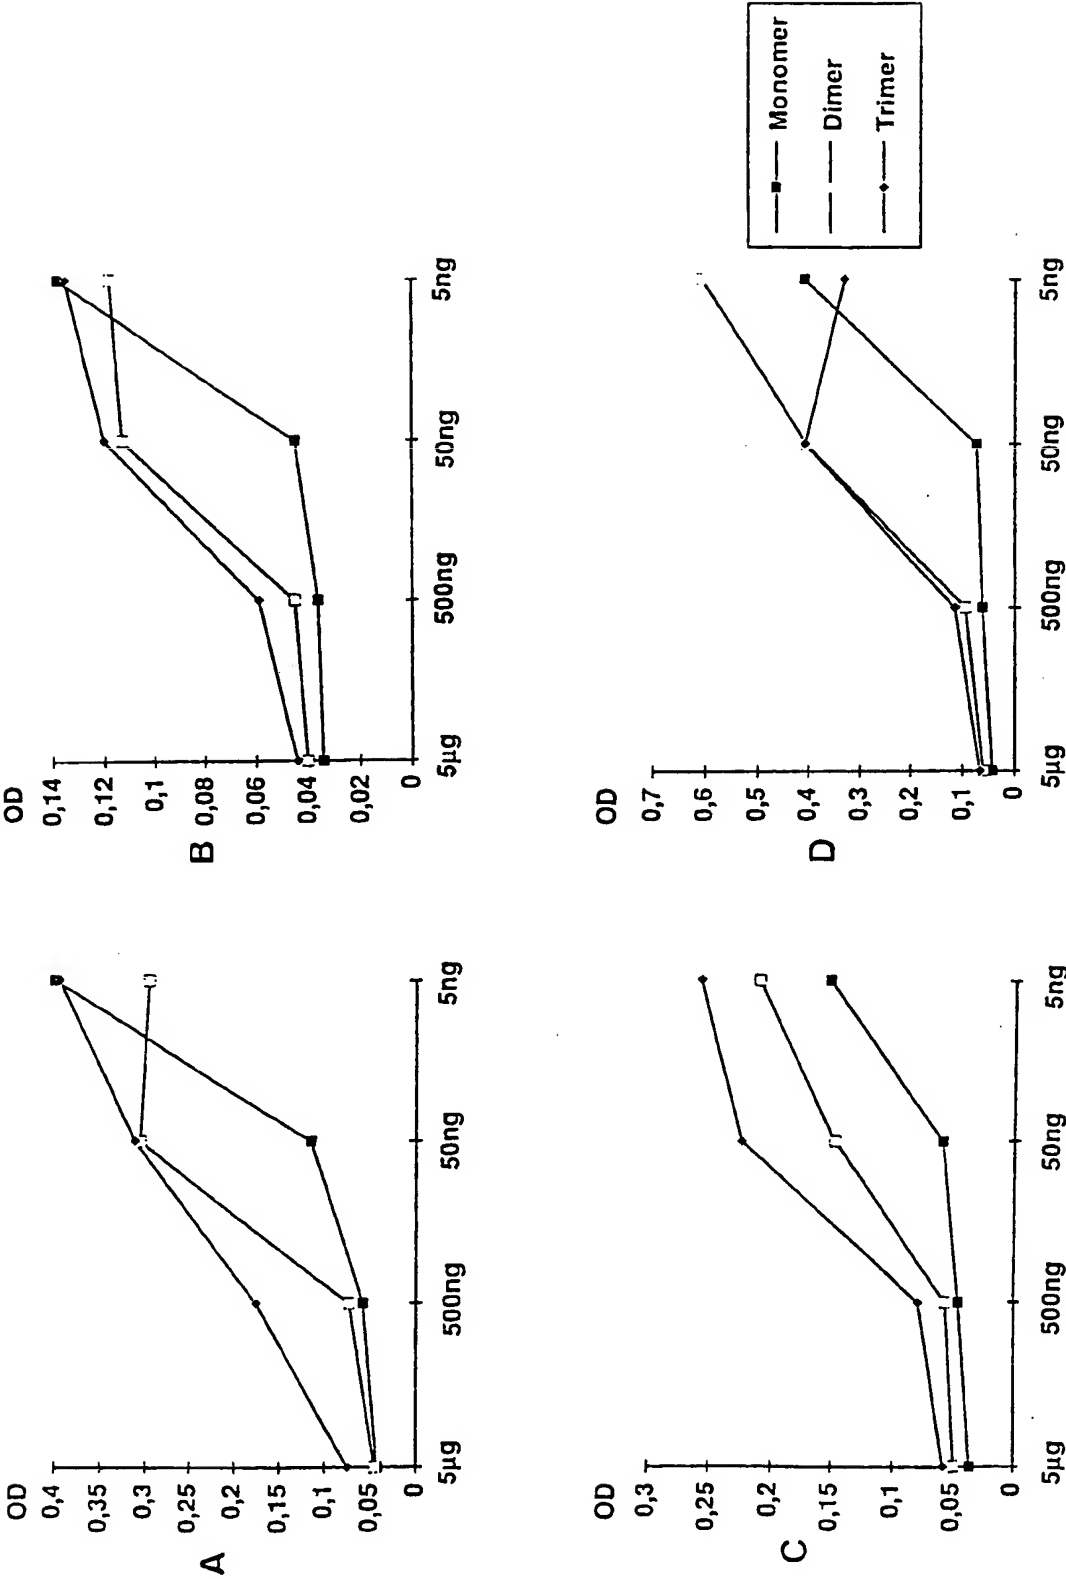 OD
0,4
0,35
0,3
0,25
0,2
0,15
0,1
0,05
0
A
5µg
500ng
50ng
5ng
OD
0,14
0,12
0,1
0,08
0,06
0,04
0,02
0
B
5µg
500ng
50ng
5ng
OD
0,3
0,25
0,2
0,15
0,1
0,05
0
C
5µg
500ng
50ng
5ng
OD
0,7
0,6
0,5
0,4
0,3
0,2
0,1
0
D
5µg
500ng
50ng
5ng
Monomer
Dimer
Trimer